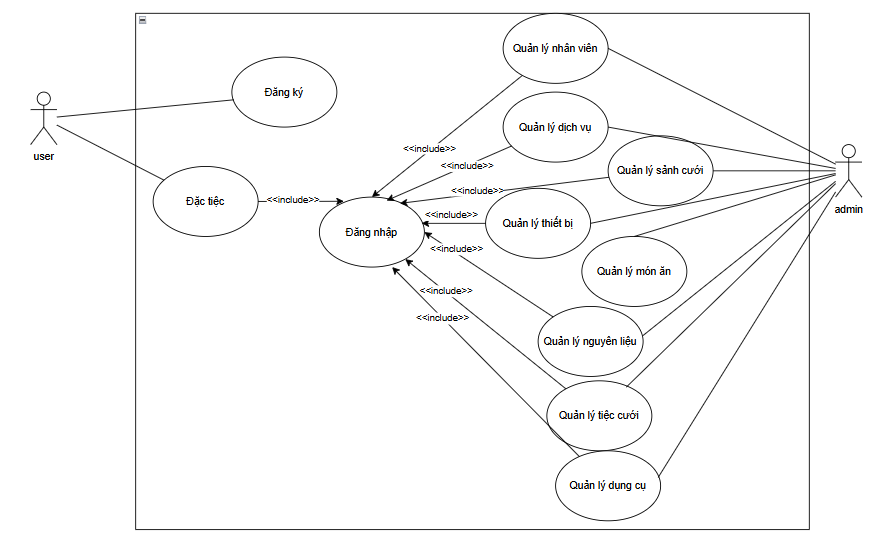 Quản lý nhân viên
Đăng ký
Quản lý dịch vụ
user
<<include>>
<<include>>
Quản lý sảnh cưới
<<include>>
Đặc tiệc
<<include>>
admin
<<include>>
Quản lý thiết bị
Đăng nhập
<<include>>
Quản lý món ăn
<<include>>
<<include>>
Quản lý nguyên liệu
Quản lý tiệc cưới
Quản lý dụng cụ